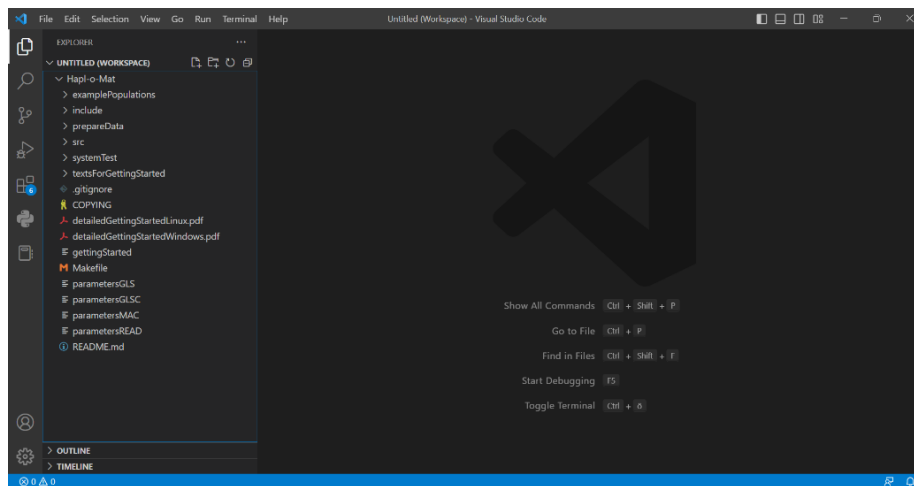 File Edit Selection View Go Run Terminal Help
Untitled (Workspace) - Visual Studio Code
EXPLORER
UNTITLED (WORKSPACE)
Hapl-o-Mat
examplePopulations
include
prepareData
src
systemTest
textsForGettingStarted
.gitignore
COPYING
detailedGettingStartedLinux.pdf
detailedGettingStartedWindows.pdf
gettingStarted
Makefile
parametersGLS
parametersGLSC
parametersMAC
parametersREAD
README.md
6
OUTLINE
TIMELINE
0 0
Show All Commands Ctrl + Shift + P
Go to File Ctrl + P
Find in Files Ctrl + Shift + F
Start Debugging F5
Toggle Terminal Ctrl + ö